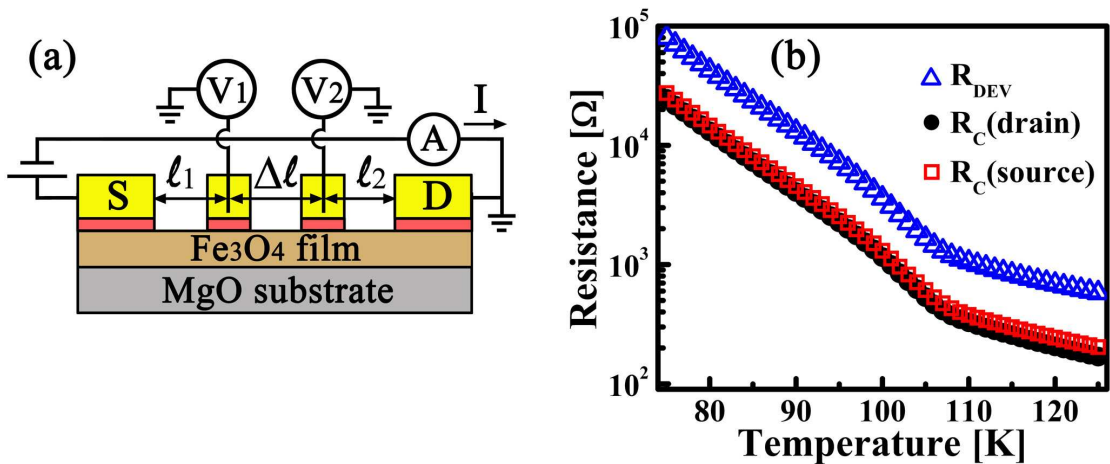 (a)
V1
V2
I
A
S
ℓ1
Δℓ
ℓ2
D
Fe3O4 film
MgO substrate
(b)
Resistance [Ω]
10^5
10^4
10^3
10^2
R_DEV
R_C(drain)
R_C(source)
80 90 100 110 120
Temperature [K]